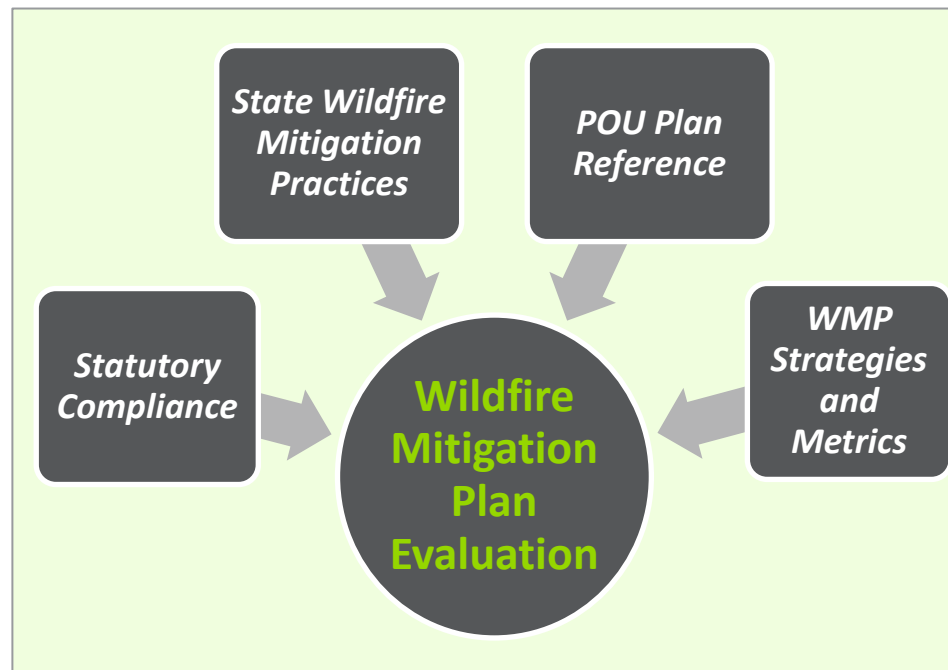 State Wildfire
Mitigation
Practices
POU Plan
Reference
Statutory
Compliance
WMP
Strategies
and
Metrics
Wildfire
Mitigation
Plan
Evaluation